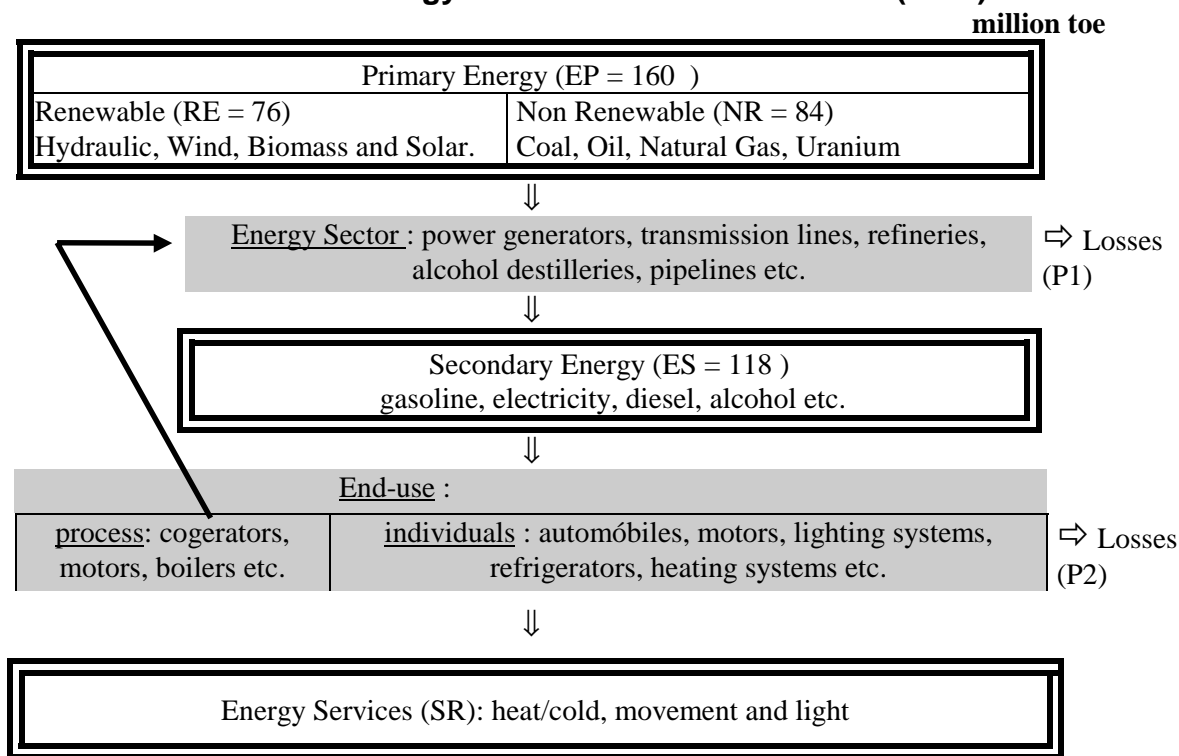 million toe
Primary Energy (EP = 160 )
Renewable (RE = 76)
Hydraulic, Wind, Biomass and Solar.
Non Renewable (NR = 84)
Coal, Oil, Natural Gas, Uranium
⇓
Energy Sector : power generators, transmission lines, refineries,
alcohol destilleries, pipelines etc.
⇨ Losses
(P1)
⇓
Secondary Energy (ES = 118 )
gasoline, electricity, diesel, alcohol etc.
⇓
End-use :
process: cogerators,
motors, boilers etc.
individuals : automóbiles, motors, lighting systems,
refrigerators, heating systems etc.
⇨ Losses
(P2)
⇓
Energy Services (SR): heat/cold, movement and light